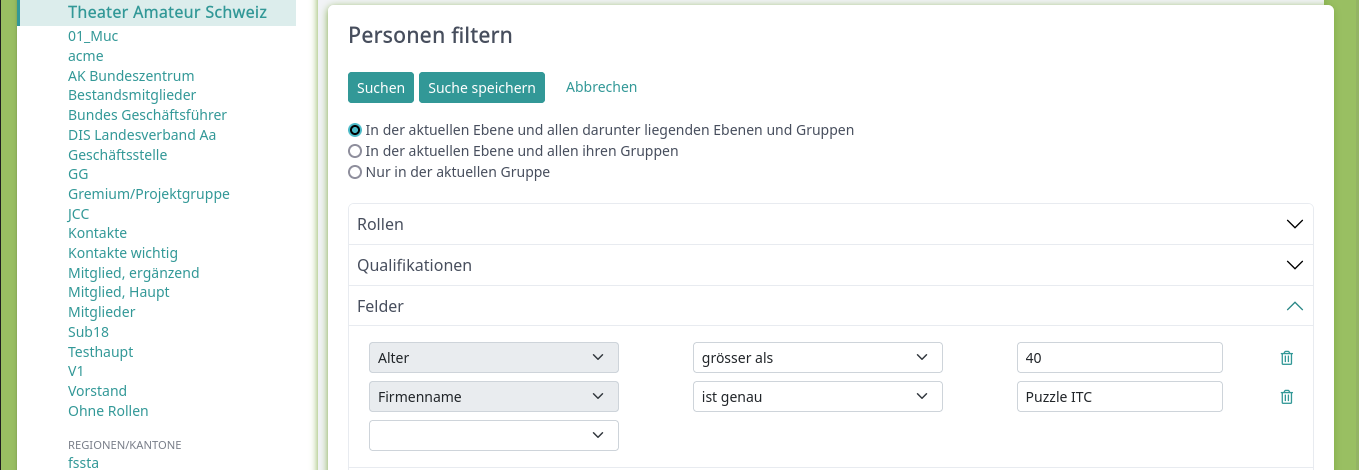 Theater Amateur Schweiz
01_Muc
acme
AK Bundeszentrum
Bestandsmitglieder
Bundes Geschäftsführer
DIS Landesverband Aa
Geschäftsstelle
GG
Gremium/Projektgruppe
JCC
Kontakte
Kontakte wichtig
Mitglied, ergänzend
Mitglied, Haupt
Mitglieder
Sub18
Testhaupt
V1
Vorstand
Ohne Rollen
REGIONEN/KANTONE
fssta
Personen filtern
Suchen Suche speichern Abbrechen
In der aktuellen Ebene und allen darunter liegenden Ebenen und Gruppen
In der aktuellen Ebene und allen ihren Gruppen
Nur in der aktuellen Gruppe
Rollen
Qualifikationen
Felder
Alter grösser als 40
Firmenname ist genau Puzzle ITC